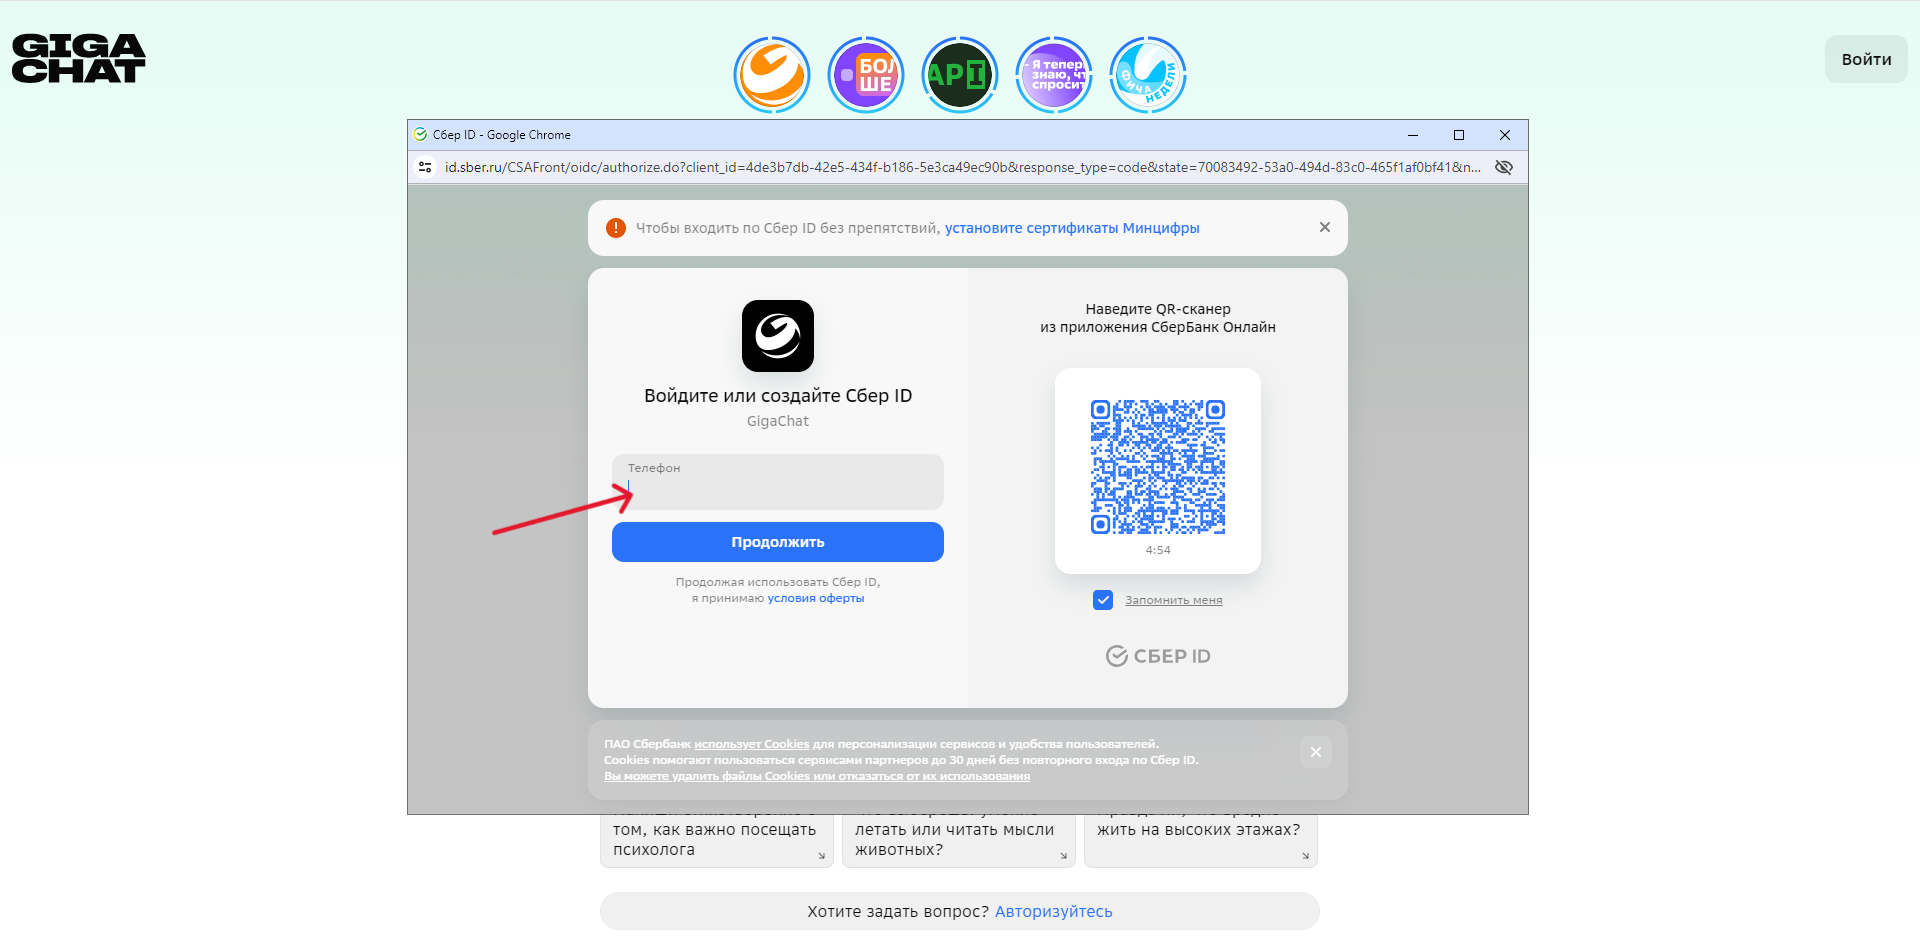 GIGA
CHAT
БОЛ
ШЕ
API
- Я теперь
знаю, чт
спросит
ФИЧА
НЕДЕЛИ
Войти
Сбер ID - Google Chrome
id.sber.ru/CSAFront/oidc/authorize.do?client_id=4de3b7db-42e5-434f-b186-5e3ca49ec90b&response_type=code&state=70083492-53a0-494d-83c0-465f1af0bf41&n...
Чтобы входить по Сбер ID без препятствий, установите сертификаты Минцифры
Войдите или создайте Сбер ID
GigaChat
Телефон
Продолжить
Продолжая использовать Сбер ID,
я принимаю условия оферты
Наведите QR-сканер
из приложения СберБанк Онлайн
4:54
Запомнить меня
СБЕР ID
ПАО Сбербанк использует Cookies для персонализации сервисов и удобства пользователей.
Cookies помогают пользоваться сервисами партнеров до 30 дней без повторного входа по Сбер ID.
Вы можете удалить файлы Cookies или отказаться от их использования
том, как важно посещать
психолога
летать или читать мысли
животных?
жить на высоких этажах?
Хотите задать вопрос? Авторизуйтесь